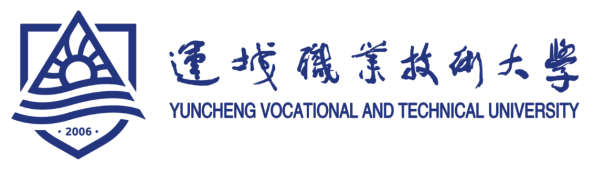 運城職業技術大學
YUNCHENG VOCATIONAL AND TECHNICAL UNIVERSITY
· 2006 ·